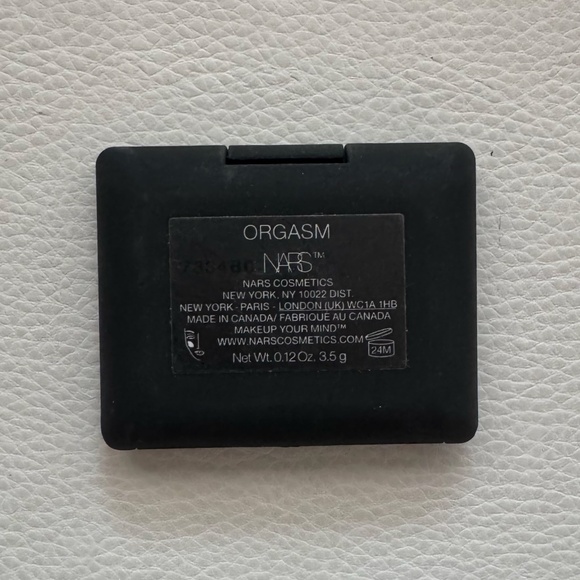 ORGASM
NARS™
NARS COSMETICS
NEW YORK, NY 10022 DIST.
NEW YORK - PARIS - LONDON (UK) WC1A 1HB
MADE IN CANADA/ FABRIQUE AU CANADA
MAKEUP YOUR MIND™
WWW.NARSCOSMETICS.COM
24M
Net Wt. 0.12 Oz. 3.5 g